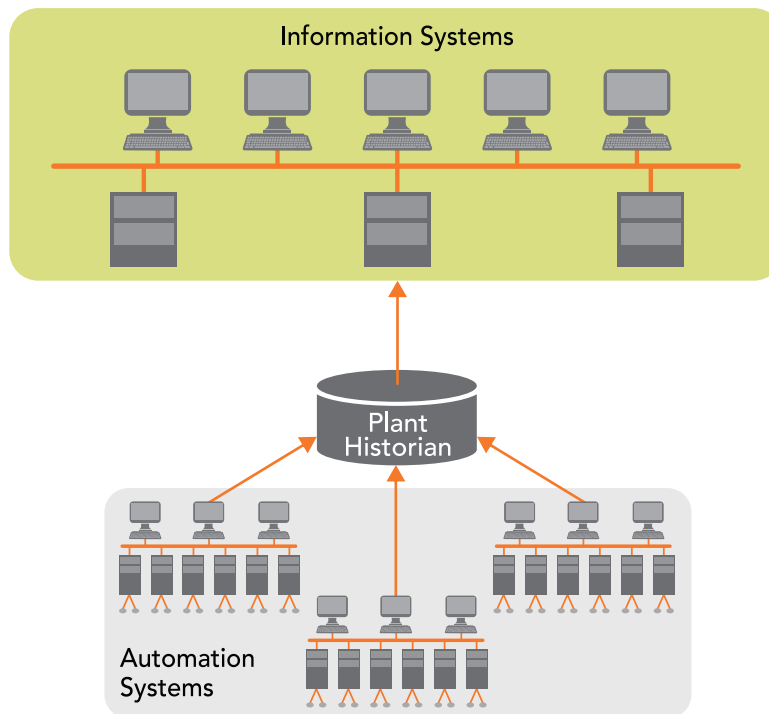 Information Systems
Plant
Historian
Automation
Systems